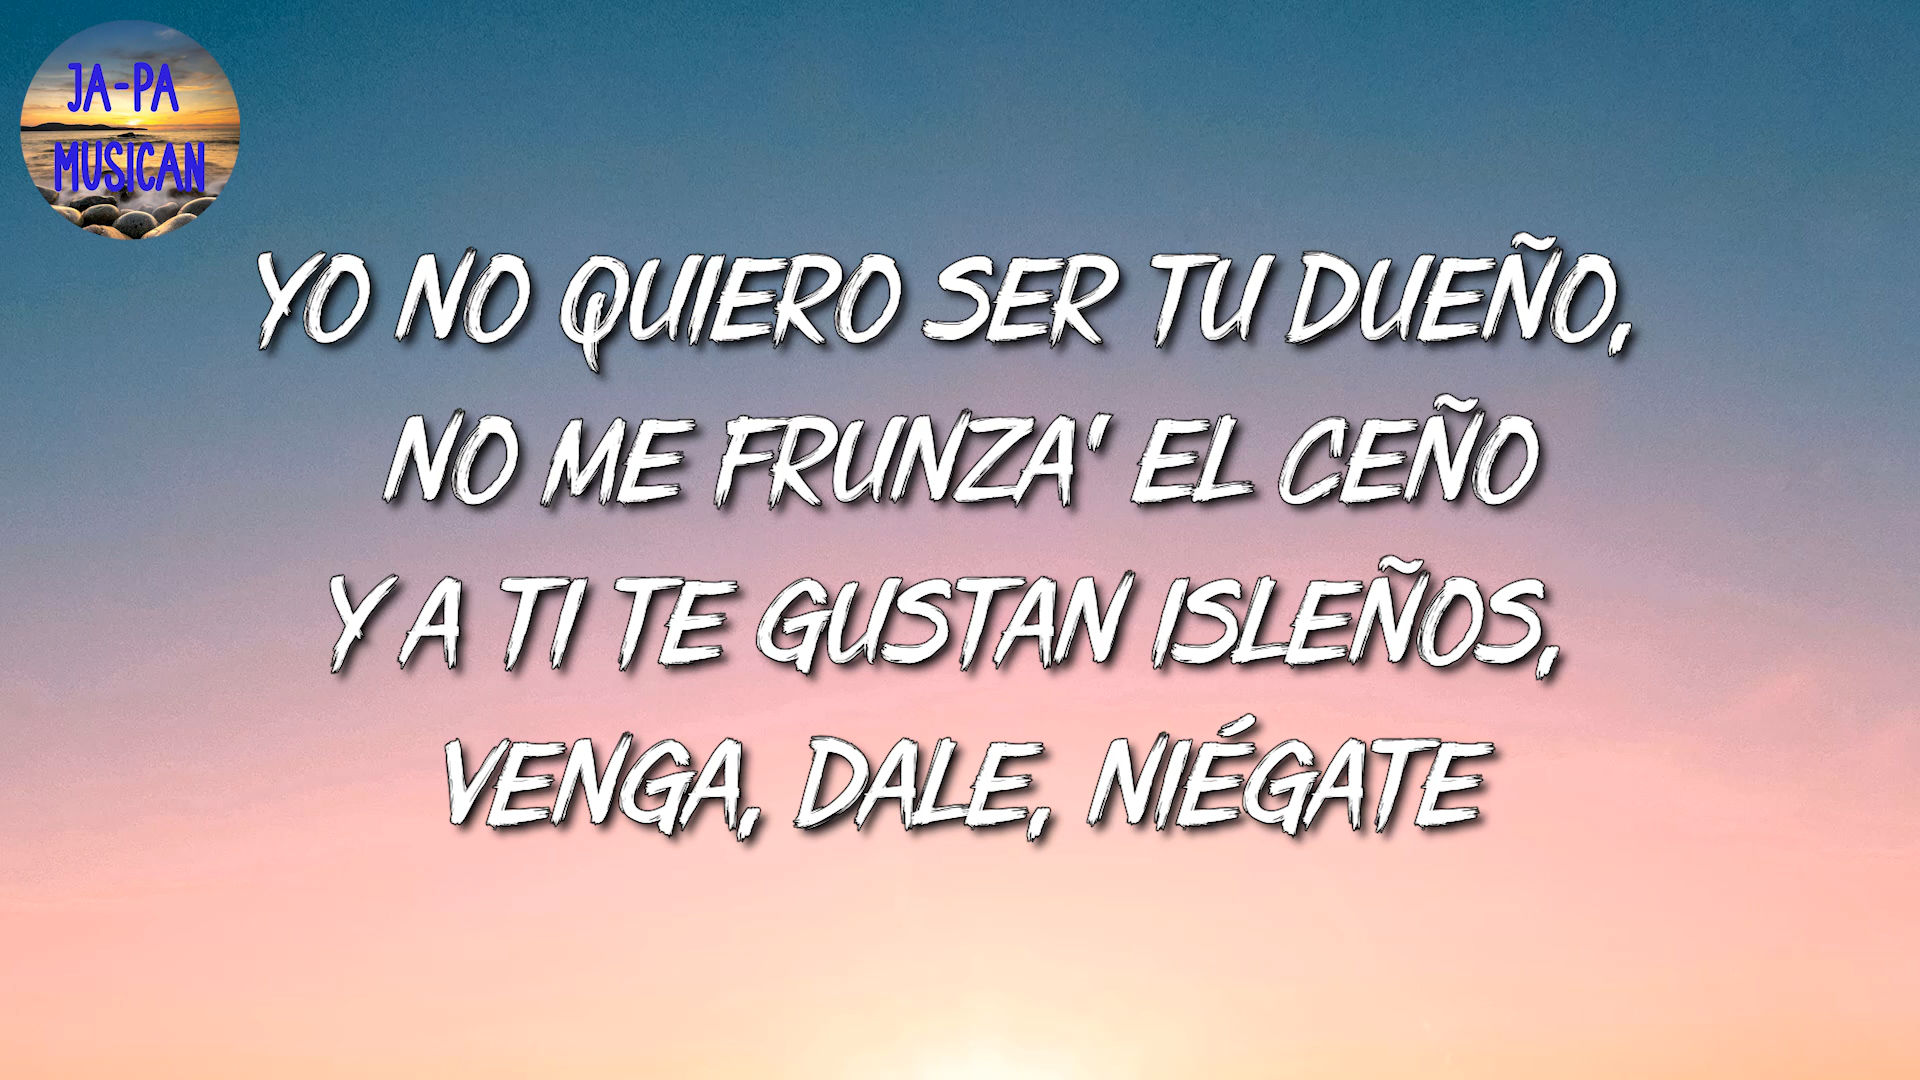 JA-PA
MUSICAN
YO NO QUIERO SER TU DUEÑO,
NO ME FRUNZA' EL CEÑO
Y A TI TE GUSTAN ISLEÑOS,
VENGA, DALE, NIÉGATE